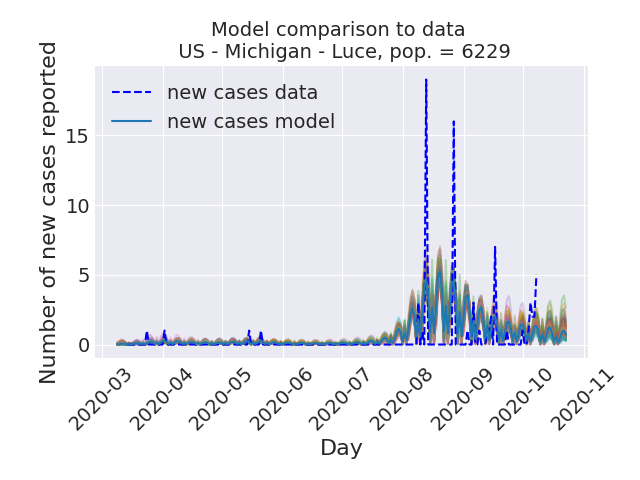 Model comparison to data
US - Michigan - Luce, pop. = 6229
Number of new cases reported
new cases data
new cases model
15
10
5
0
2020-03
2020-04
2020-05
2020-06
2020-07
2020-08
2020-09
2020-10
2020-11
Day